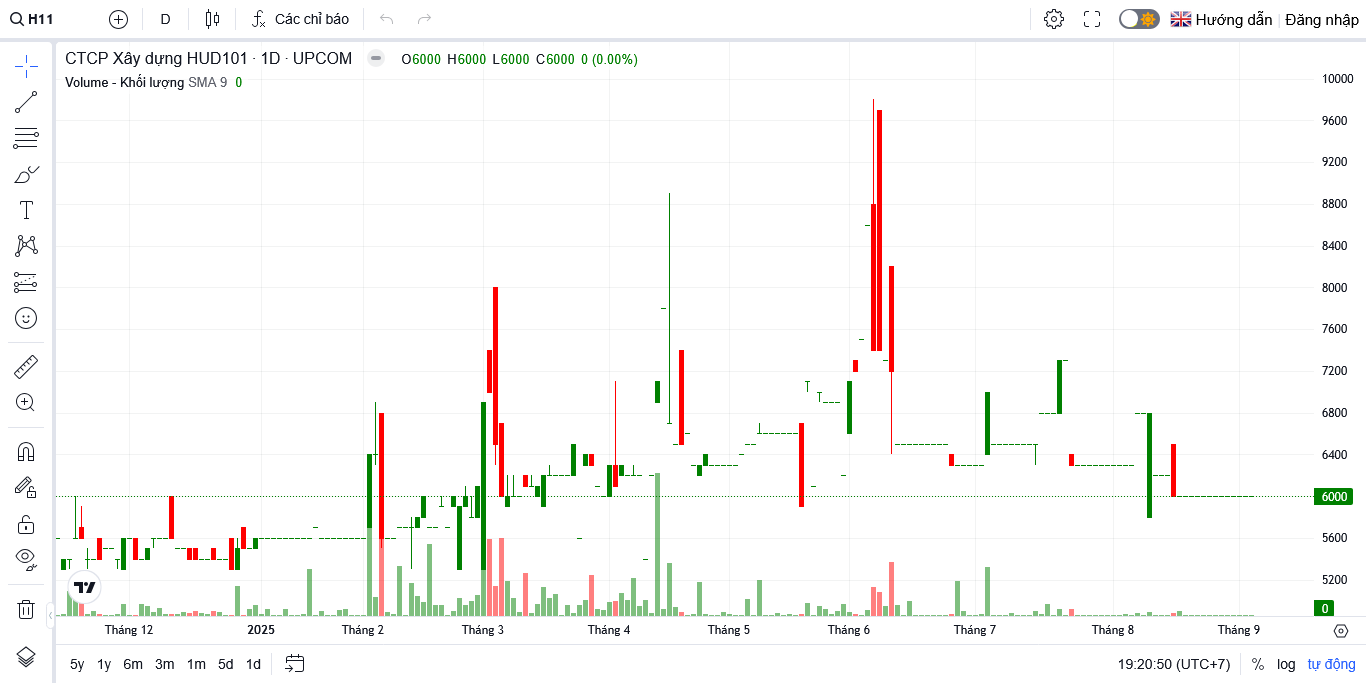 H11 D Các chỉ báo Hướng dẫn Đăng nhập
CTCP Xây dựng HUD101 · 1D · UPCOM O6000 H6000 L6000 C6000 0 (0.00%)
Volume - Khối lượng SMA 9 0
10000
9600
9200
8800
8400
8000
7600
7200
6800
6400
6000
5600
5200
0
Tháng 12 2025 Tháng 2 Tháng 3 Tháng 4 Tháng 5 Tháng 6 Tháng 7 Tháng 8 Tháng 9
5y 1y 6m 3m 1m 5d 1d 19:20:50 (UTC+7) % log tự động